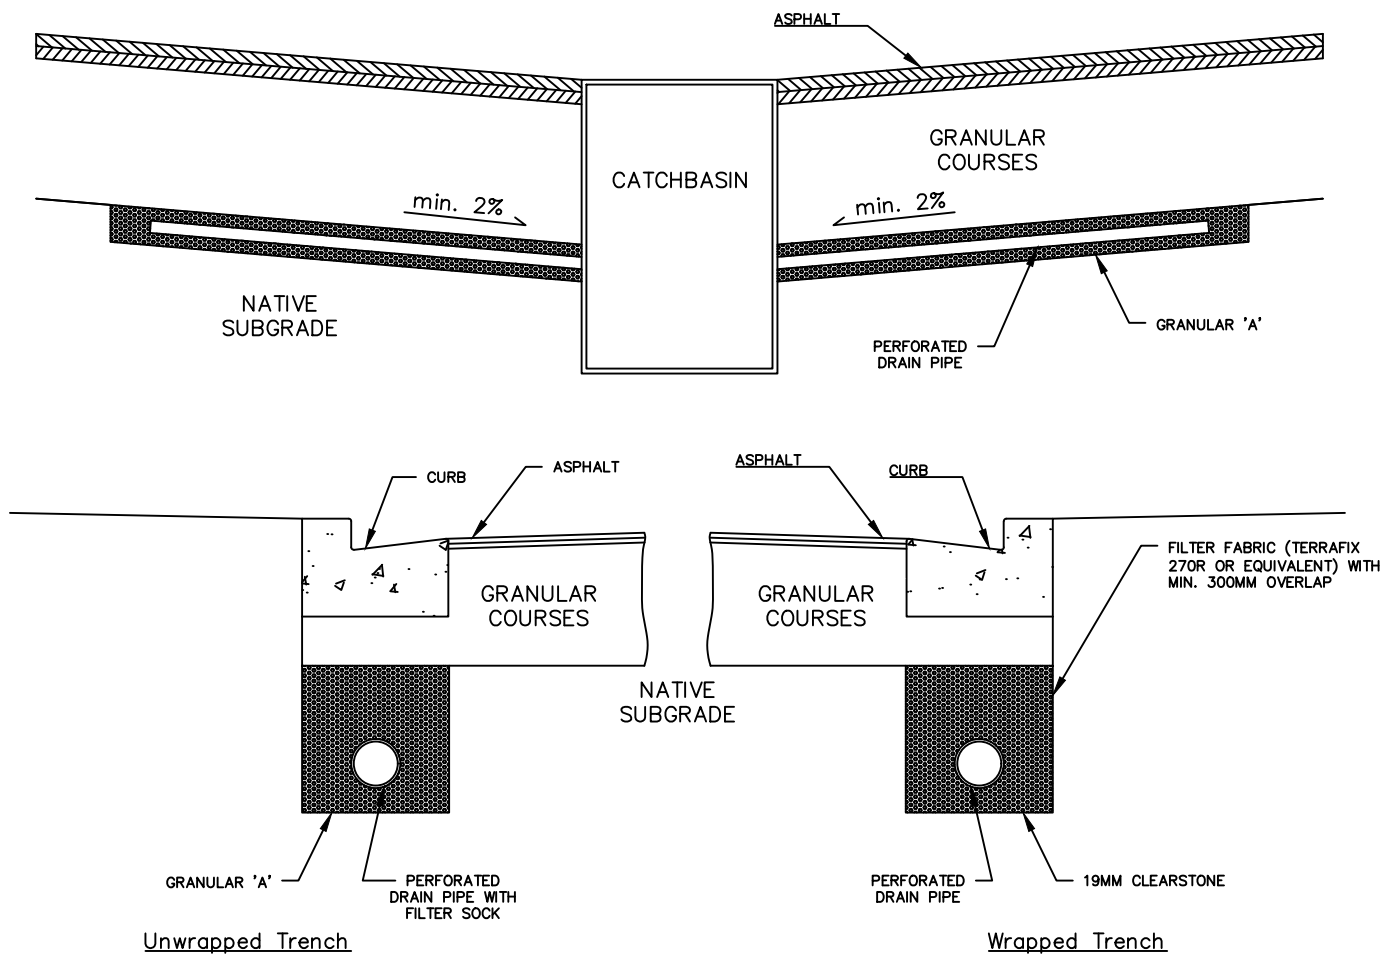 ASPHALT
GRANULAR
COURSES
CATCHBASIN
min. 2%
min. 2%
NATIVE
SUBGRADE
GRANULAR 'A'
PERFORATED
DRAIN PIPE
CURB
ASPHALT
ASPHALT
CURB
FILTER FABRIC (TERRAFIX
270R OR EQUIVALENT) WITH
MIN. 300MM OVERLAP
GRANULAR
COURSES
GRANULAR
COURSES
NATIVE
SUBGRADE
GRANULAR 'A'
PERFORATED
DRAIN PIPE WITH
FILTER SOCK
PERFORATED
DRAIN PIPE
19MM CLEARSTONE
Unwrapped Trench
Wrapped Trench